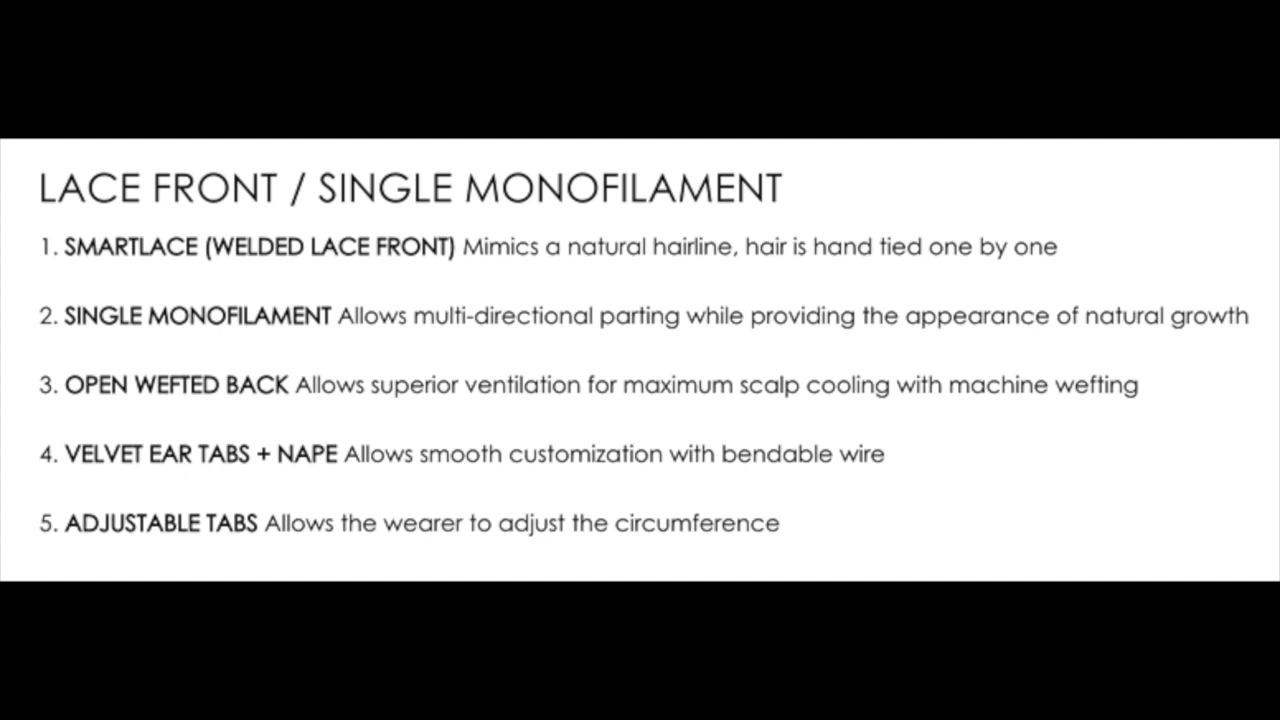 LACE FRONT / SINGLE MONOFILAMENT
1. SMARTLACE (WELDED LACE FRONT) Mimics a natural hairline, hair is hand tied one by one
2. SINGLE MONOFILAMENT Allows multi-directional parting while providing the appearance of natural growth
3. OPEN WEFTED BACK Allows superior ventilation for maximum scalp cooling with machine wefting
4. VELVET EAR TABS + NAPE Allows smooth customization with bendable wire
5. ADJUSTABLE TABS Allows the wearer to adjust the circumference